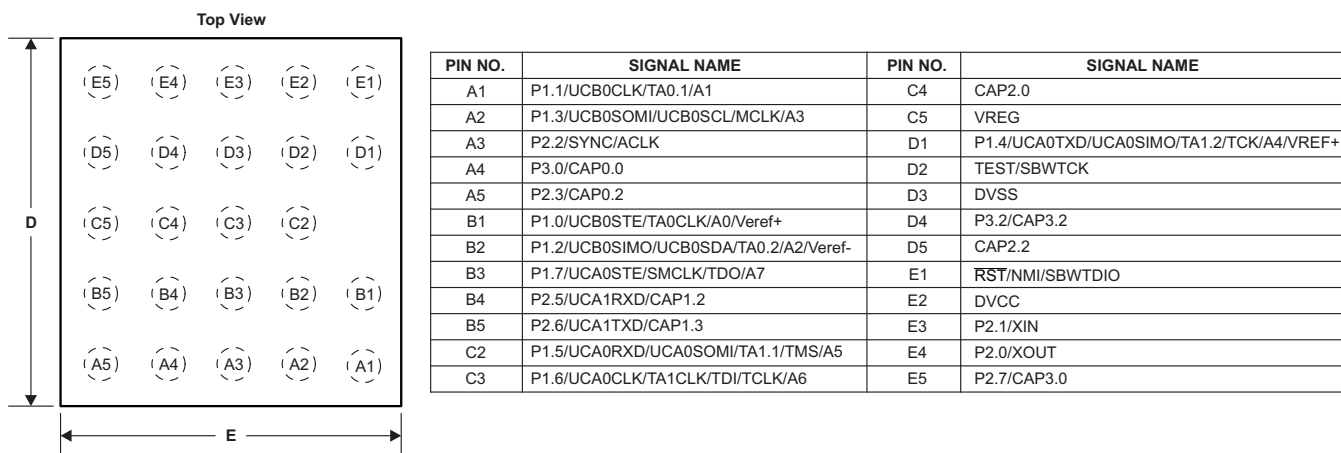 Top View
E5 E4 E3 E2 E1
D5 D4 D3 D2 D1
D
C5 C4 C3 C2
B5 B4 B3 B2 B1
A5 A4 A3 A2 A1
E
PIN NO. SIGNAL NAME PIN NO. SIGNAL NAME
A1 P1.1/UCB0CLK/TA0.1/A1 C4 CAP2.0
A2 P1.3/UCB0SOMI/UCB0SCL/MCLK/A3 C5 VREG
A3 P2.2/SYNC/ACLK D1 P1.4/UCA0TXD/UCA0SIMO/TA1.2/TCK/A4/VREF+
A4 P3.0/CAP0.0 D2 TEST/SBWTCK
A5 P2.3/CAP0.2 D3 DVSS
B1 P1.0/UCB0STE/TA0CLK/A0/Veref+ D4 P3.2/CAP3.2
B2 P1.2/UCB0SIMO/UCB0SDA/TA0.2/A2/Veref- D5 CAP2.2
B3 P1.7/UCA0STE/SMCLK/TDO/A7 E1 RST/NMI/SBWTDIO
B4 P2.5/UCA1RXD/CAP1.2 E2 DVCC
B5 P2.6/UCA1TXD/CAP1.3 E3 P2.1/XIN
C2 P1.5/UCA0RXD/UCA0SOMI/TA1.1/TMS/A5 E4 P2.0/XOUT
C3 P1.6/UCA0CLK/TA1CLK/TDI/TCLK/A6 E5 P2.7/CAP3.0